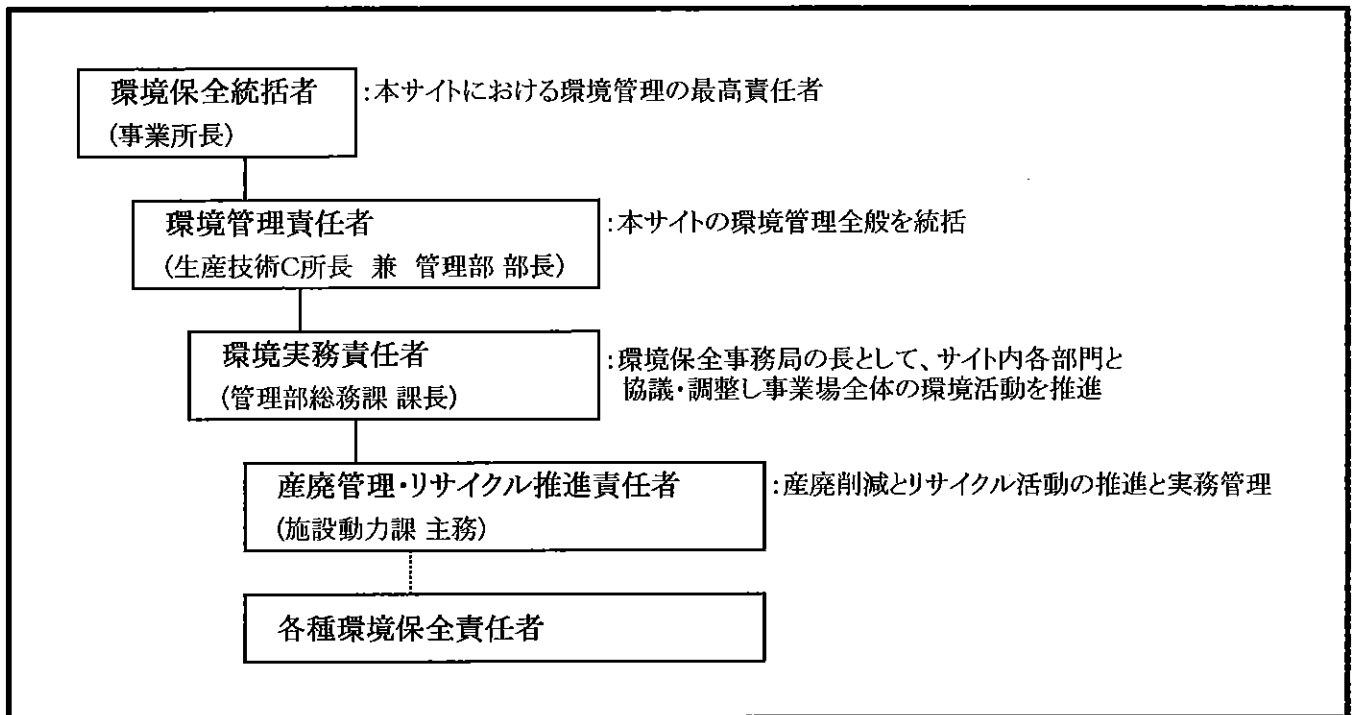 環境保全統括者 :本サイトにおける環境管理の最高責任者
(事業所長)
環境管理責任者 :本サイトの環境管理全般を統括
(生産技術C所長 兼 管理部 部長)
環境実務責任者 :環境保全事務局の長として、サイト内各部門と
(管理部総務課 課長) 協議・調整し事業場全体の環境活動を推進
産廃管理・リサイクル推進責任者 :産廃削減とリサイクル活動の推進と実務管理
(施設動力課 主務)
各種環境保全責任者